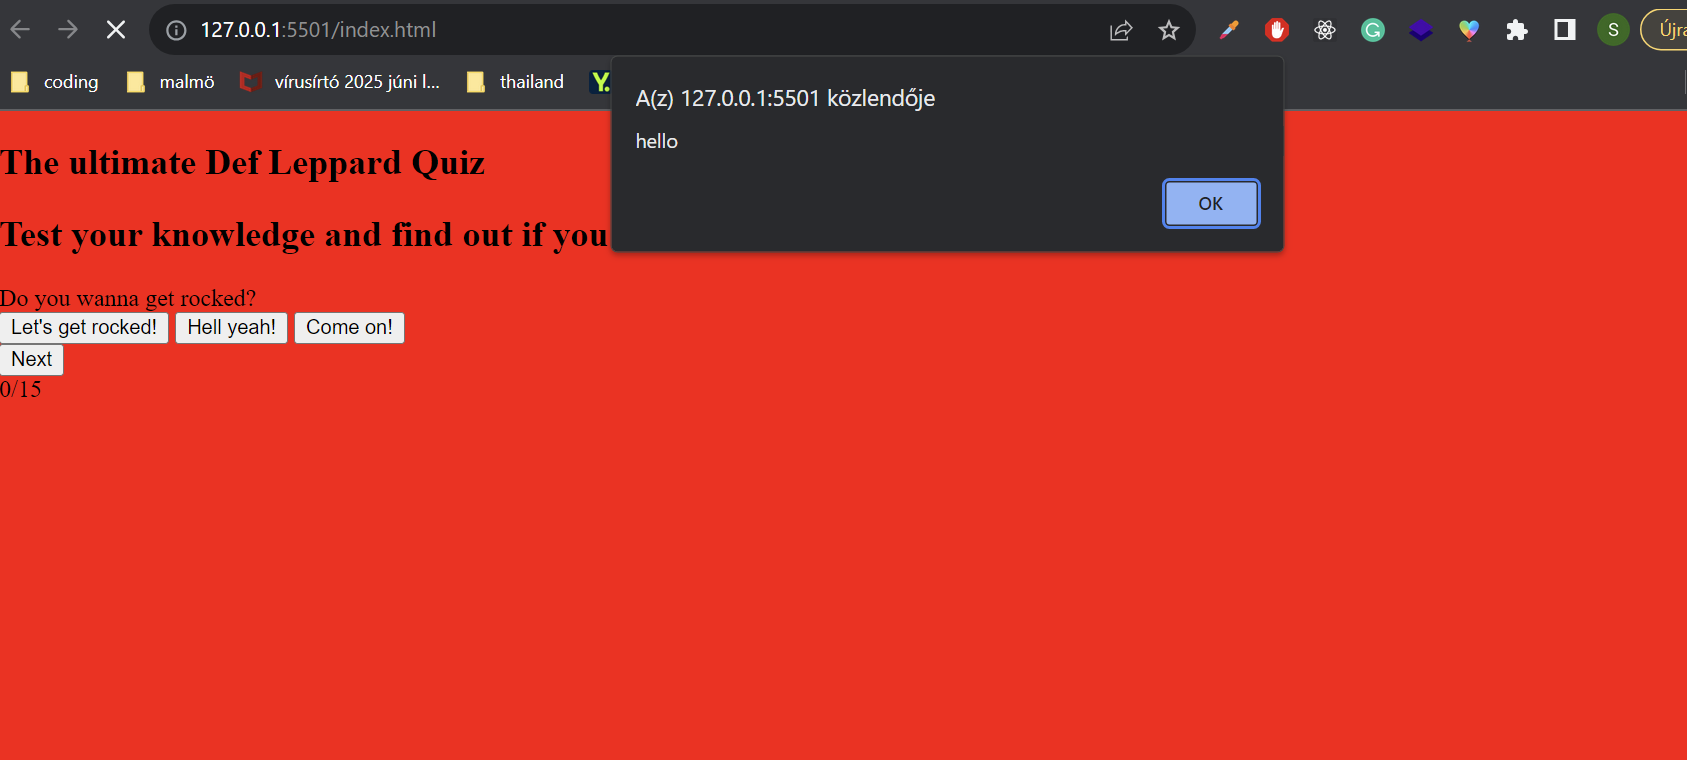 127.0.0.1:5501/index.html
S
Újra
coding
malmö
vírusírtó 2025 júni l...
thailand
Y.
A(z) 127.0.0.1:5501 közlendője
hello
OK
The ultimate Def Leppard Quiz
Test your knowledge and find out if you
Do you wanna get rocked?
Let's get rocked! Hell yeah! Come on!
Next
0/15